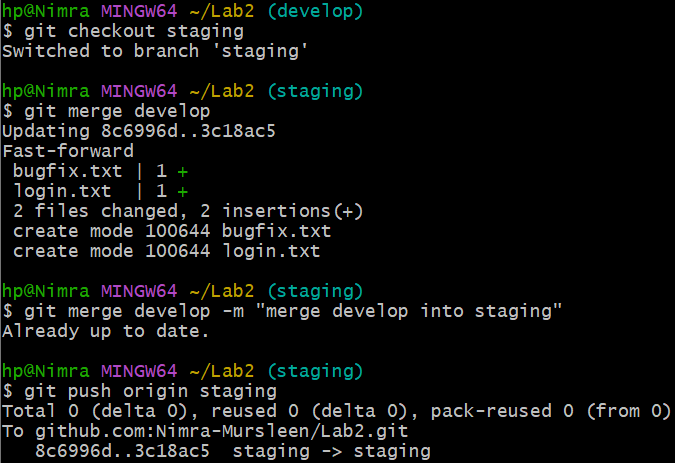 hp@Nimra MINGW64 ~/Lab2 (develop)
$ git checkout staging
Switched to branch 'staging'

hp@Nimra MINGW64 ~/Lab2 (staging)
$ git merge develop
Updating 8c6996d..3c18ac5
Fast-forward
 bugfix.txt | 1 +
 login.txt  | 1 +
 2 files changed, 2 insertions(+)
 create mode 100644 bugfix.txt
 create mode 100644 login.txt

hp@Nimra MINGW64 ~/Lab2 (staging)
$ git merge develop -m "merge develop into staging"
Already up to date.

hp@Nimra MINGW64 ~/Lab2 (staging)
$ git push origin staging
Total 0 (delta 0), reused 0 (delta 0), pack-reused 0 (from 0)
To github.com:Nimra-Mursleen/Lab2.git
   8c6996d..3c18ac5  staging -> staging